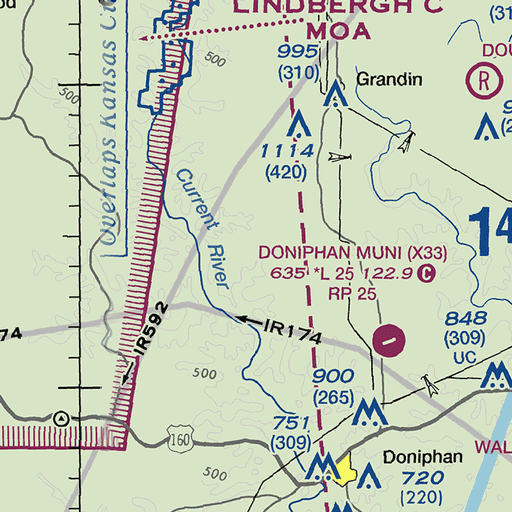 LINDBERGH C
MOA
Overlaps Kansas
995
(310)
500
Grandin
500
R
1114
(420)
Current
River
DONIPHAN MUNI (X33)
635 *L 25 122.9 C
RP 25
14
IR592
74
IR174
848
(309)
UC
500
900
(265)
751
(309)
160
500
Doniphan
720
(220)
WAL